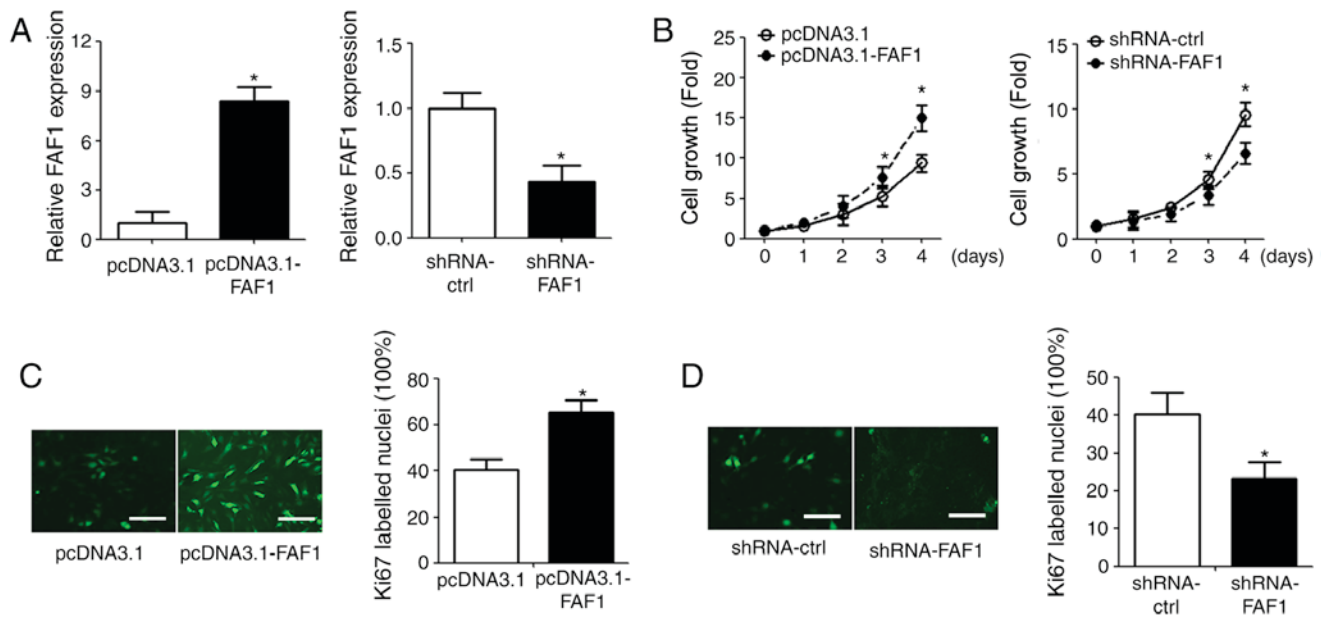 A
Relative FAF1 expression
12
9
6
3
0
*
pcDNA3.1
pcDNA3.1-
FAF1
Relative FAF1 expression
1.5
1.0
0.5
0.0
*
shRNA-
ctrl
shRNA-
FAF1
B
Cell growth (Fold)
25
20
15
10
5
0
pcDNA3.1
pcDNA3.1-FAF1
*
*
0 1 2 3 4 (days)
Cell growth (Fold)
15
10
5
0
shRNA-ctrl
shRNA-FAF1
*
*
0 1 2 3 4 (days)
C
pcDNA3.1 pcDNA3.1-FAF1
Ki67 labelled nuclei (100%)
80
60
40
20
0
*
pcDNA3.1
pcDNA3.1-
FAF1
D
shRNA-ctrl shRNA-FAF1
Ki67 labelled nuclei (100%)
50
40
30
20
10
0
*
shRNA-
ctrl
shRNA-
FAF1